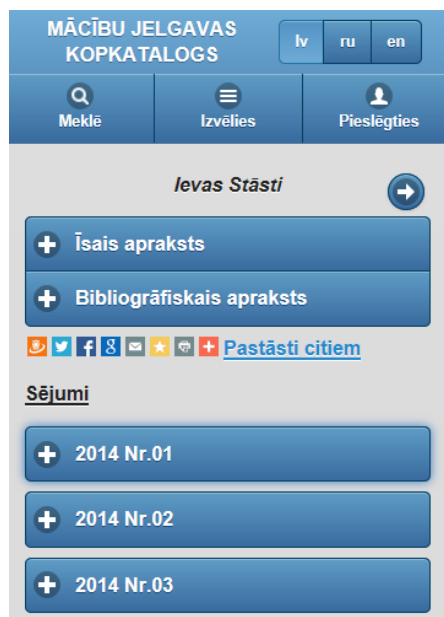 MĀCĪBU JELGAVAS
KOPKATALOGS
lv ru en
Meklē Izvēlies Pieslēgties
Ievas Stāsti
Īsais apraksts
Bibliogrāfiskais apraksts
Pastāsti citiem
Sējumi
2014 Nr.01
2014 Nr.02
2014 Nr.03